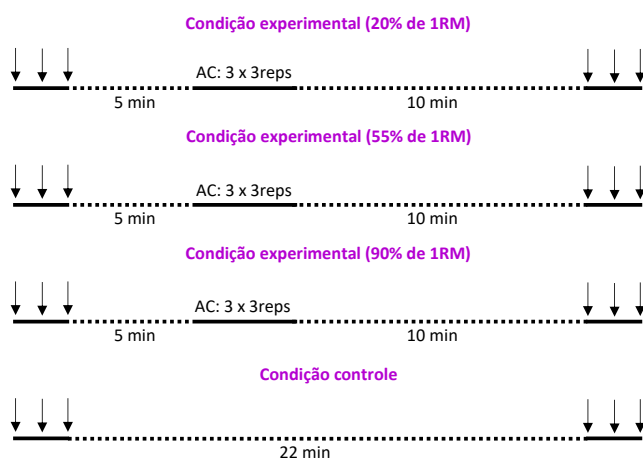 Condição experimental (20% de 1RM)
AC: 3 x 3reps
5 min 10 min
Condição experimental (55% de 1RM)
AC: 3 x 3reps
5 min 10 min
Condição experimental (90% de 1RM)
AC: 3 x 3reps
5 min 10 min
Condição controle
22 min